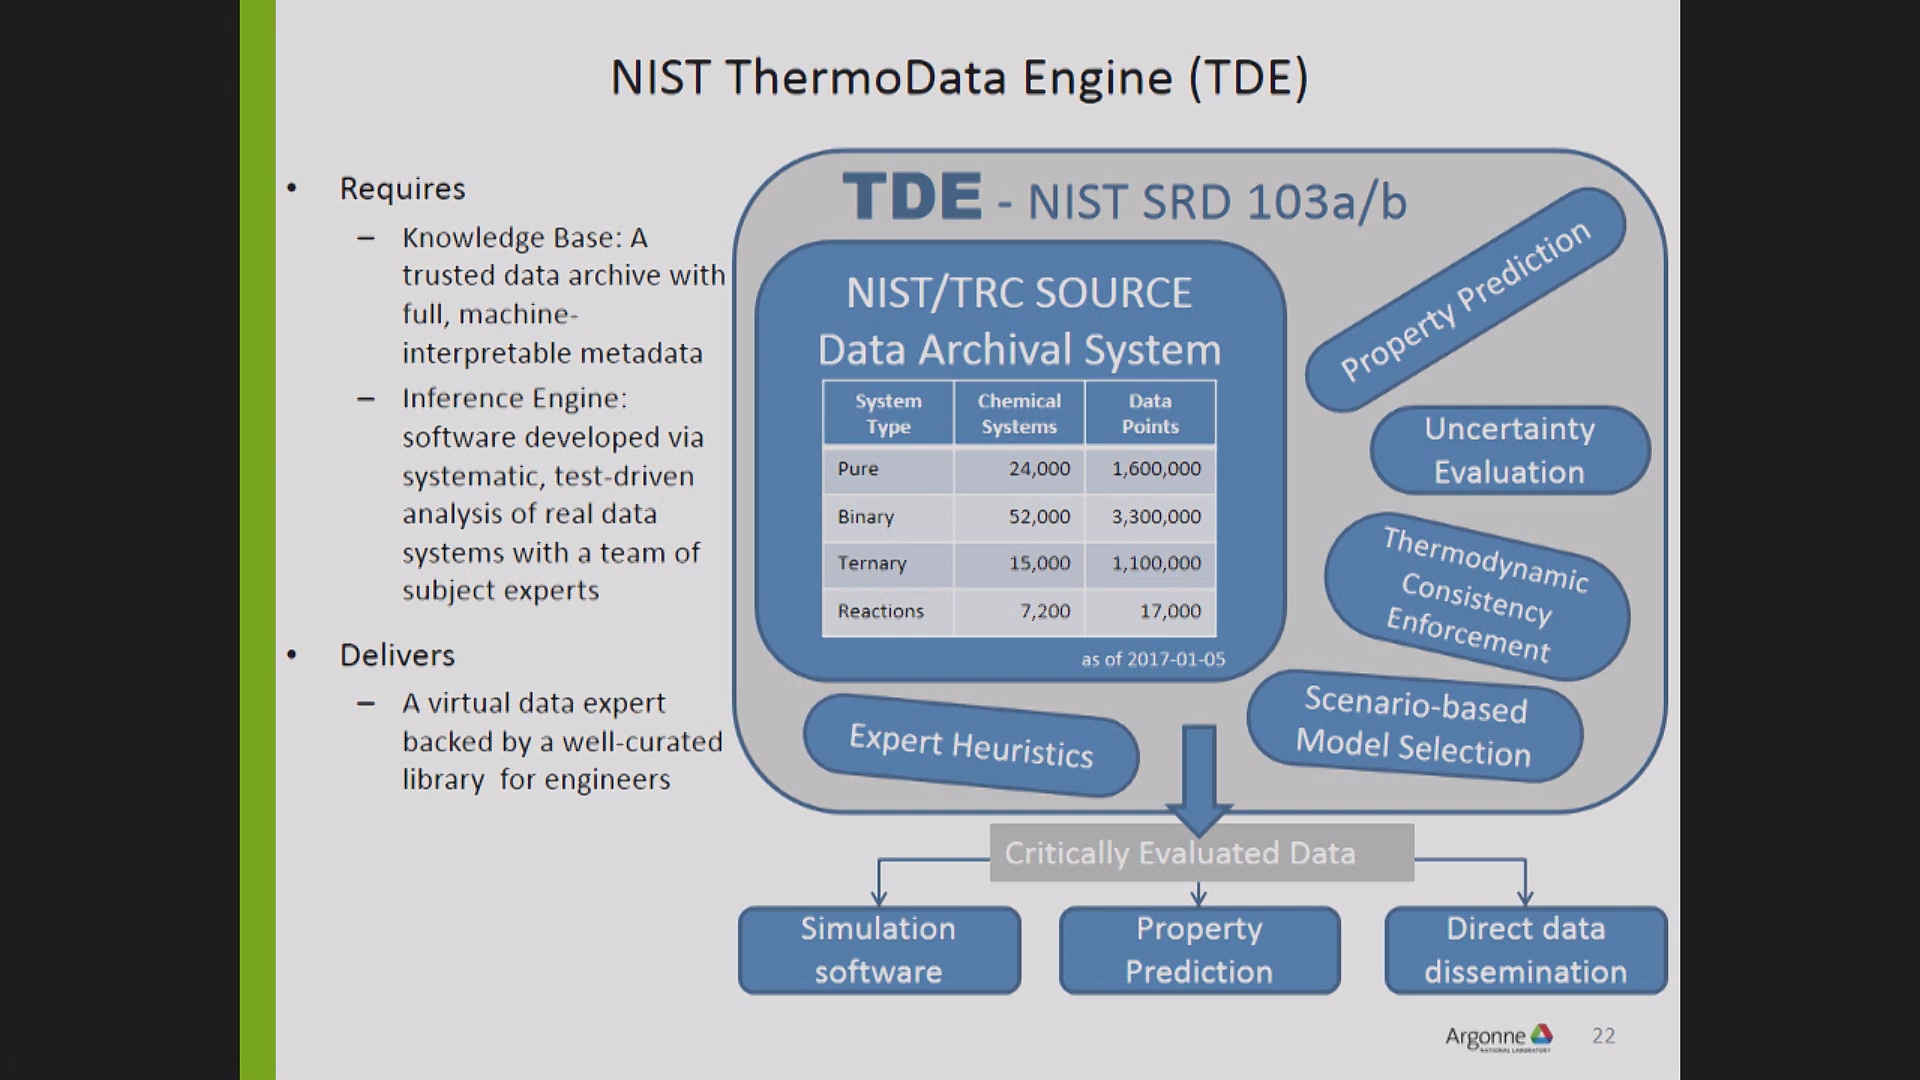 NIST ThermoData Engine (TDE)
• Requires
– Knowledge Base: A
trusted data archive with
full, machine-
interpretable metadata
– Inference Engine:
software developed via
systematic, test-driven
analysis of real data
systems with a team of
subject experts
• Delivers
– A virtual data expert
backed by a well-curated
library for engineers
TDE - NIST SRD 103a/b
NIST/TRC SOURCE
Data Archival System
System Type Chemical Systems Data Points
Pure 24,000 1,600,000
Binary 52,000 3,300,000
Ternary 15,000 1,100,000
Reactions 7,200 17,000
as of 2017-01-05
Property Prediction
Uncertainty
Evaluation
Thermodynamic
Consistency
Enforcement
Scenario-based
Model Selection
Expert Heuristics
Critically Evaluated Data
Simulation
software
Property
Prediction
Direct data
dissemination
Argonne
NATIONAL LABORATORY
22